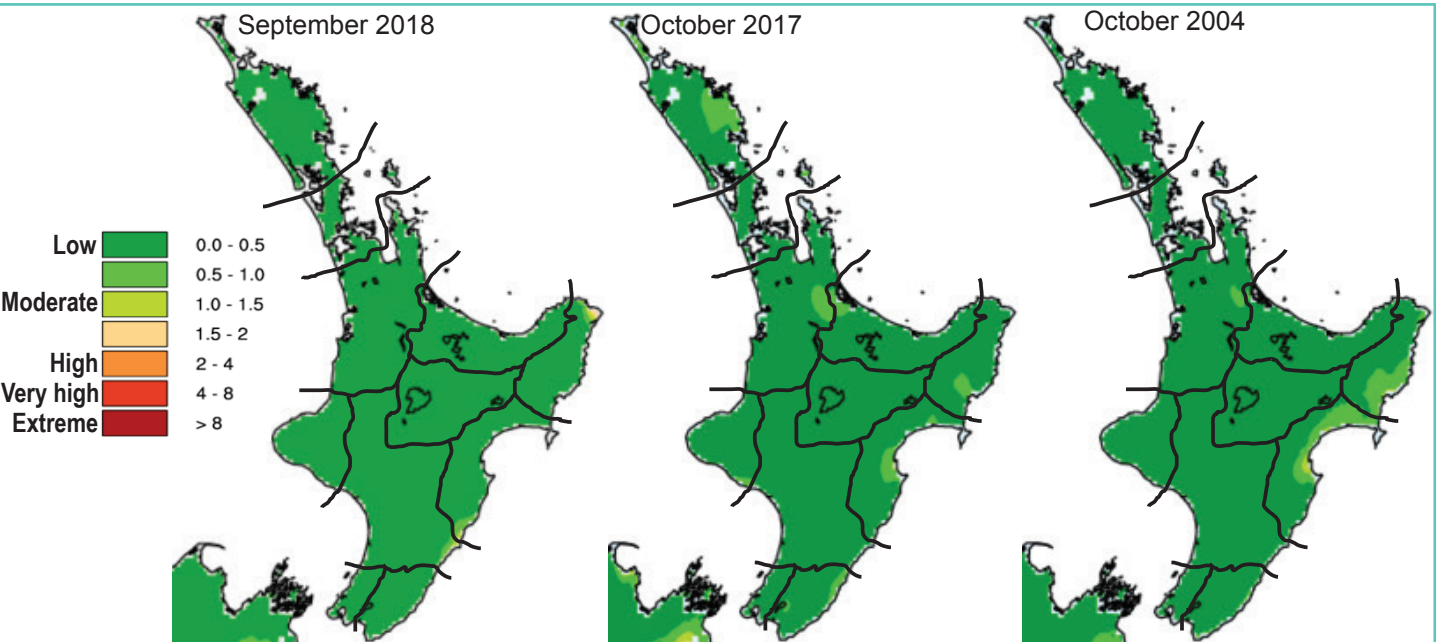 September 2018
October 2017
October 2004
Low 0.0 - 0.5
0.5 - 1.0
Moderate 1.0 - 1.5
1.5 - 2
High 2 - 4
Very high 4 - 8
Extreme > 8